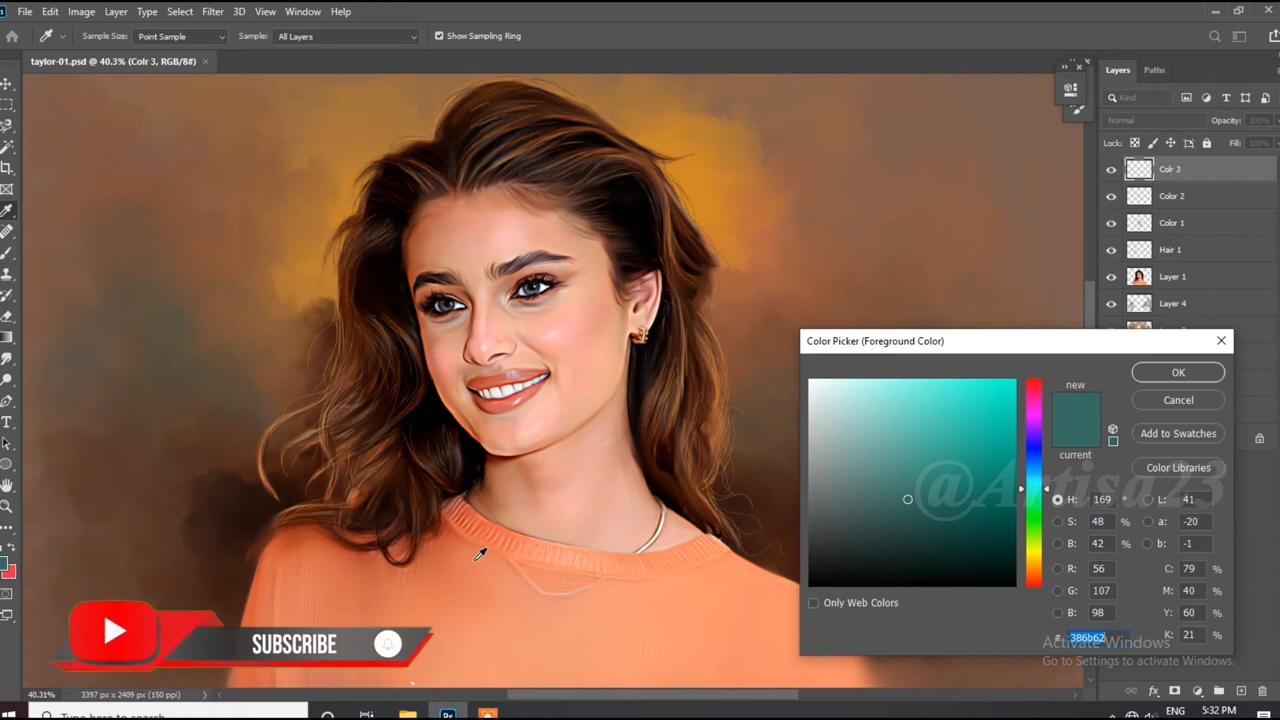 Ps File Edit Image Layer Type Select Filter 3D View Window Help
Sample Size: Point Sample Sample: All Layers Show Sampling Ring
taylor-01.psd @ 40.3% (Colr 3, RGB/8#) ×
Layers Paths
Kind
Normal Opacity: 100%
Lock: Fill: 100%
Colr 3
Color 2
Color 1
Hair 1
Layer 1
Layer 4
Color Picker (Foreground Color)
new
current
OK
Cancel
Add to Swatches
Color Libraries
@Artisa23
H: 169 ° L: 41
S: 48 % a: -20
B: 42 % b: -1
R: 56 C: 79 %
G: 107 M: 40 %
B: 98 Y: 60 %
# 386b62 K: 21 %
Only Web Colors
SUBSCRIBE
Activate Windows
Go to Settings to activate Windows.
40.31% 3397 px x 2409 px (150 ppi)
Type here to search
Ps
5:32 PM